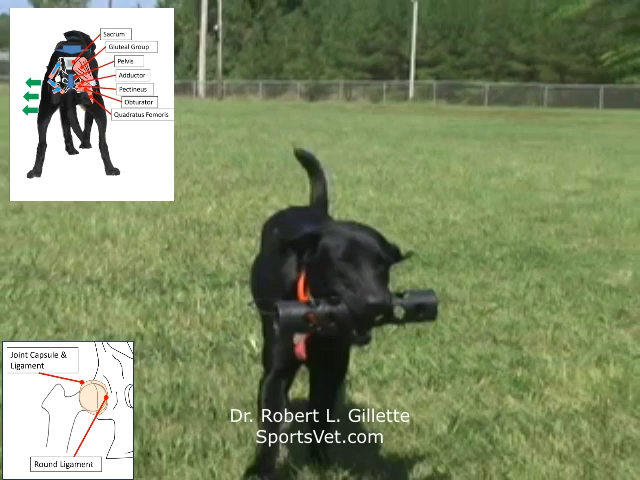 Sacrum
Gluteal Group
Pelvis
Adductor
Pectineus
Obturator
Quadratus Femoris
Joint Capsule &
Ligament
Round Ligament
Dr. Robert L. Gillette
SportsVet.com